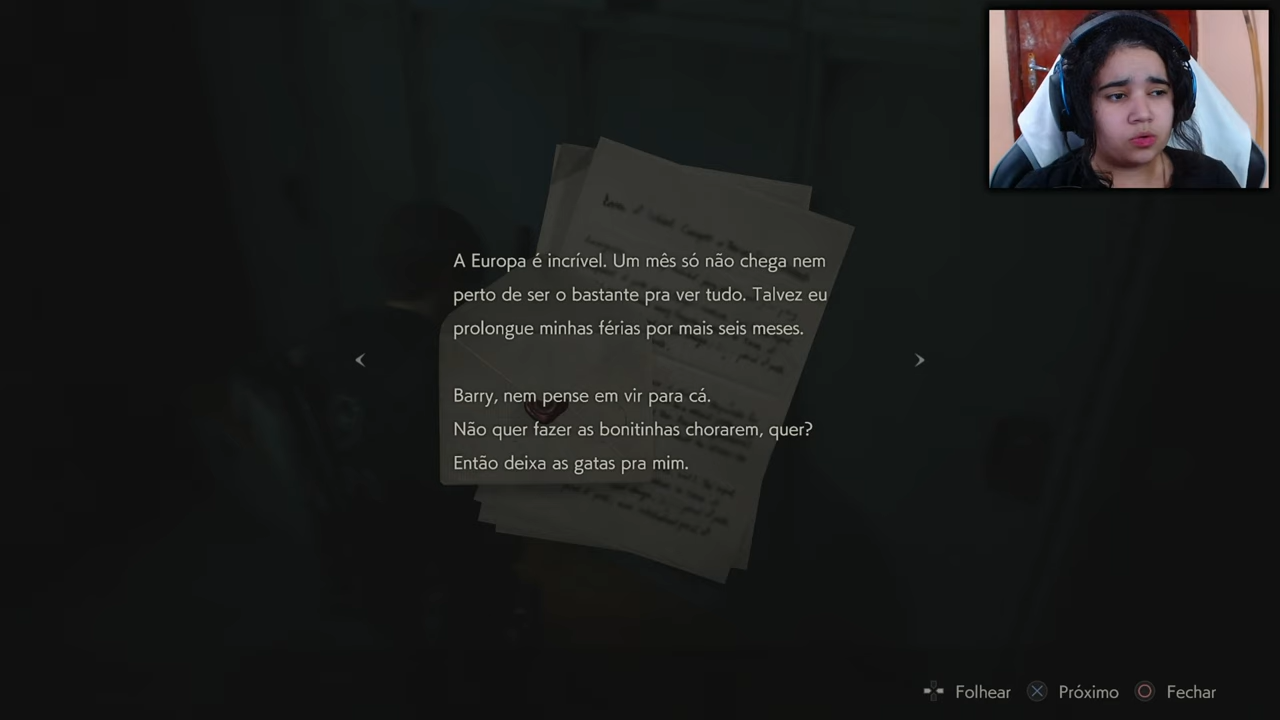 A Europa é incrível. Um mês só não chega nem
perto de ser o bastante pra ver tudo. Talvez eu
prolongue minhas férias por mais seis meses.
Barry, nem pense em vir para cá.
Não quer fazer as bonitinhas chorarem, quer?
Então deixa as gatas pra mim.
Folhear
Próximo
Fechar